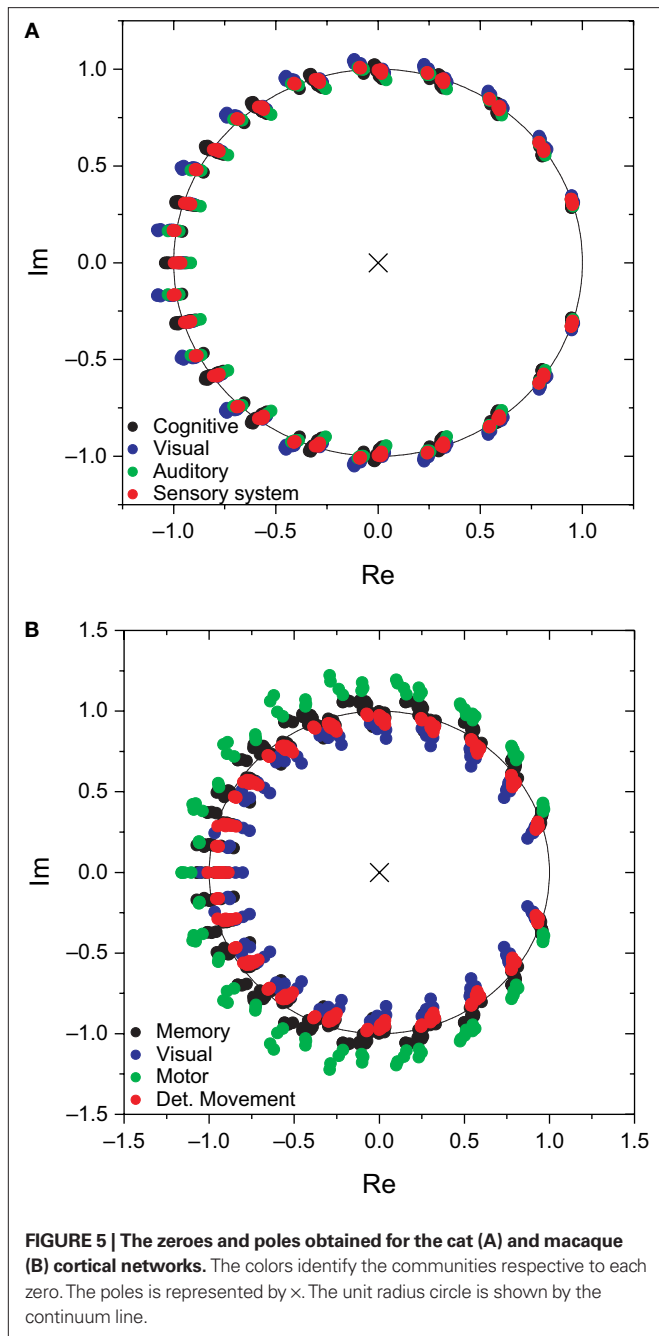 A
1.0
0.5
0.0
−0.5
−1.0
Im
Cognitive
Visual
Auditory
Sensory system
−1.0 −0.5 0.0 0.5 1.0
Re
B
1.5
1.0
0.5
0.0
−0.5
−1.0
−1.5
Im
Memory
Visual
Motor
Det. Movement
−1.5 −1.0 −0.5 0.0 0.5 1.0 1.5
Re
FIGURE 5 | The zeroes and poles obtained for the cat (A) and macaque
(B) cortical networks. The colors identify the communities respective to each
zero. The poles is represented by ×. The unit radius circle is shown by the
continuum line.